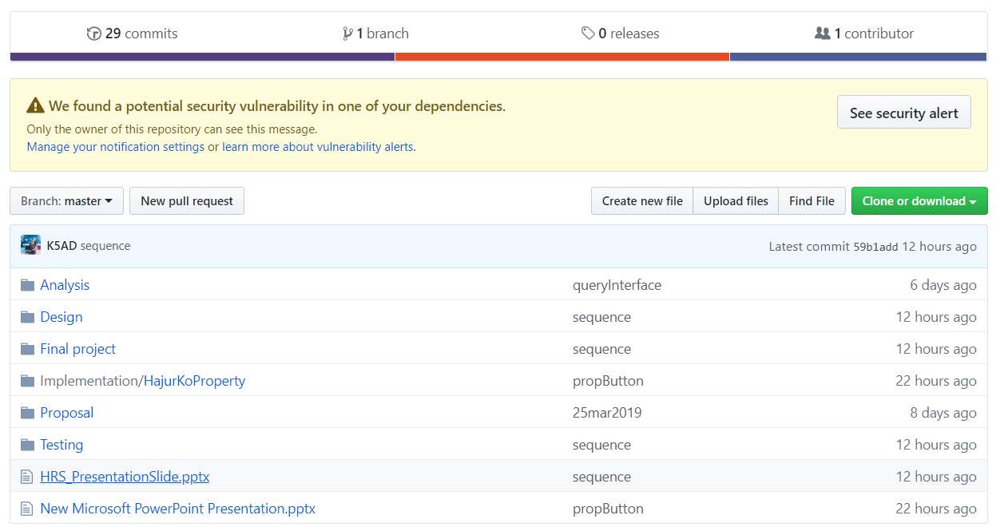 29 commits 1 branch 0 releases 1 contributor
We found a potential security vulnerability in one of your dependencies.
Only the owner of this repository can see this message.
Manage your notification settings or learn more about vulnerability alerts.
See security alert
Branch: master New pull request Create new file Upload files Find File Clone or download
K5AD sequence Latest commit 59b1add 12 hours ago
Analysis queryInterface 6 days ago
Design sequence 12 hours ago
Final project sequence 12 hours ago
Implementation/HajurKoProperty propButton 22 hours ago
Proposal 25mar2019 8 days ago
Testing sequence 12 hours ago
HRS_PresentationSlide.pptx sequence 12 hours ago
New Microsoft PowerPoint Presentation.pptx propButton 22 hours ago